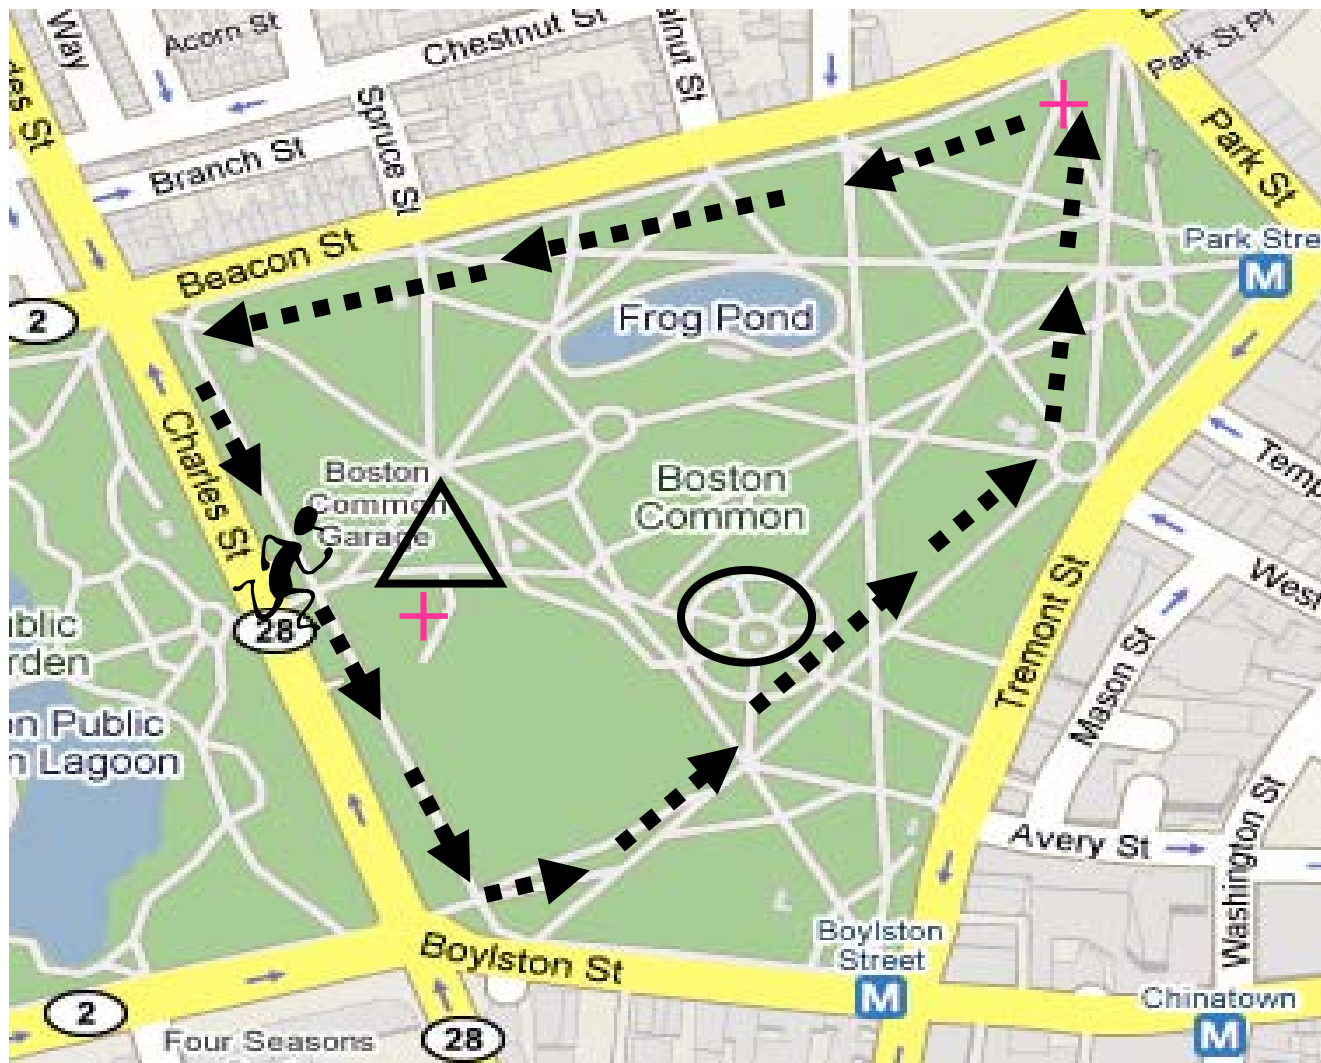 Way
Acorn St
Chestnut St
Park St Pl
Park St
Branch St
Spruce St
Beacon St
Park Stre
M
2
Frog Pond
Charles St
Boston
Common
Garage
Boston
Common
Temp
West
28
Tremont St
Mason St
Lagoon
Public
Avery St
Washington St
Boylston
Street
M
Boylston St
2
Four Seasons
28
Chinatown
M